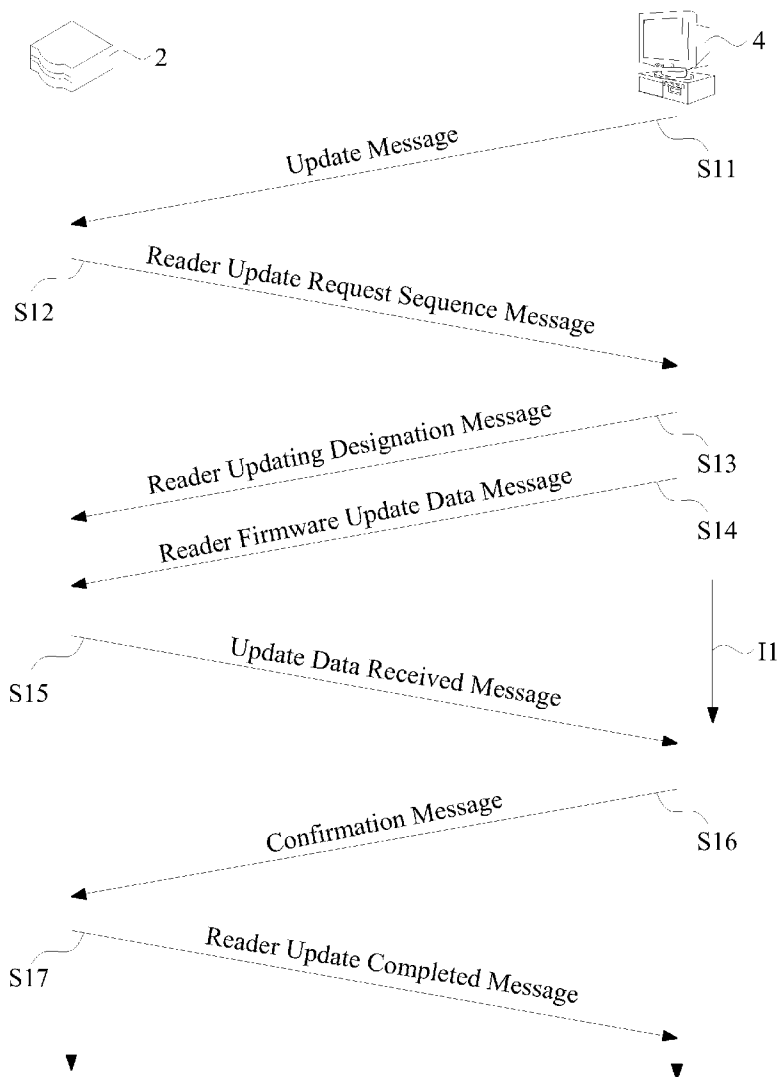 2
4
Update Message
S11
Reader Update Request Sequence Message
S12
Reader Updating Designation Message
S13
Reader Firmware Update Data Message
S14
Update Data Received Message
I1
S15
Confirmation Message
S16
Reader Update Completed Message
S17